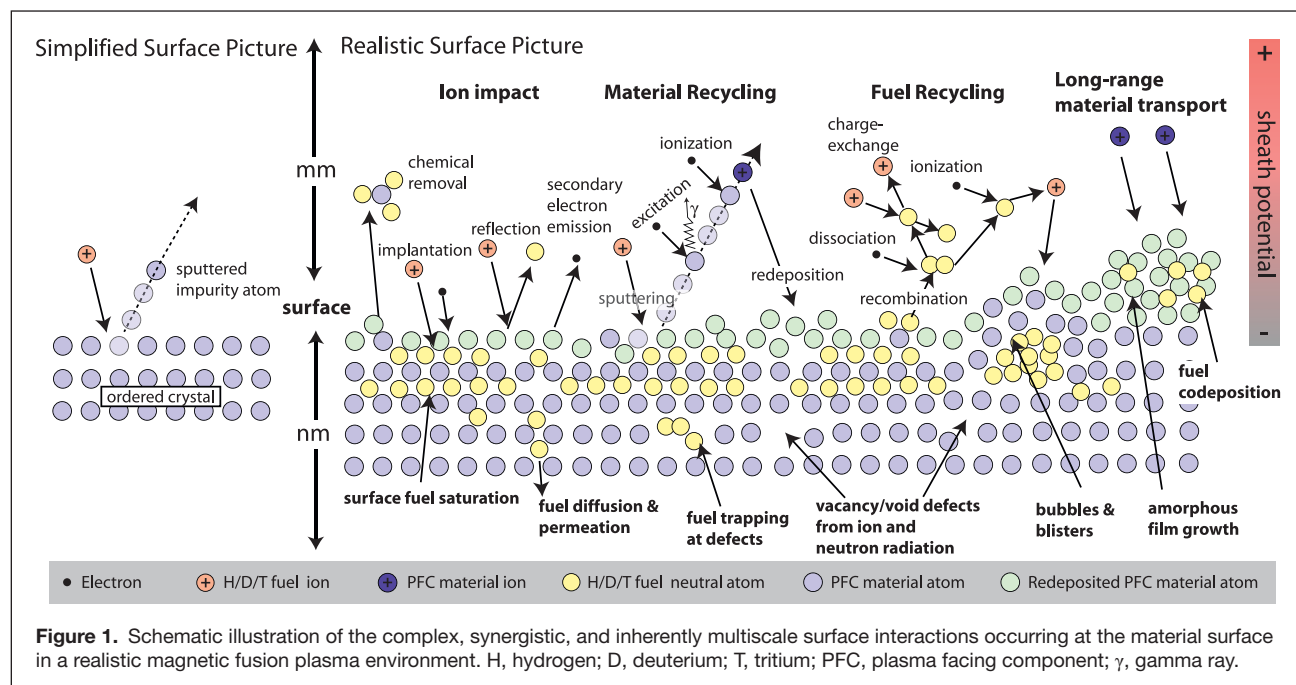 Simplified Surface Picture
Realistic Surface Picture
Ion impact
Material Recycling
Fuel Recycling
Long-range
material transport
+
sheath potential
-
mm
surface
nm
+
sputtered
impurity atom
ordered crystal
chemical
removal
implantation
+
reflection
+
secondary
electron
emission
ionization
+
excitation
γ
+
sputtering
redeposition
charge-
exchange
+
+
ionization
+
dissociation
recombination
+
+
fuel
codeposition
surface fuel saturation
fuel diffusion &
permeation
fuel trapping
at defects
vacancy/void defects
from ion and
neutron radiation
bubbles &
blisters
amorphous
film growth
Electron
+ H/D/T fuel ion
+ PFC material ion
H/D/T fuel neutral atom
PFC material atom
Redeposited PFC material atom
Figure 1. Schematic illustration of the complex, synergistic, and inherently multiscale surface interactions occurring at the material surface
in a realistic magnetic fusion plasma environment. H, hydrogen; D, deuterium; T, tritium; PFC, plasma facing component; γ, gamma ray.